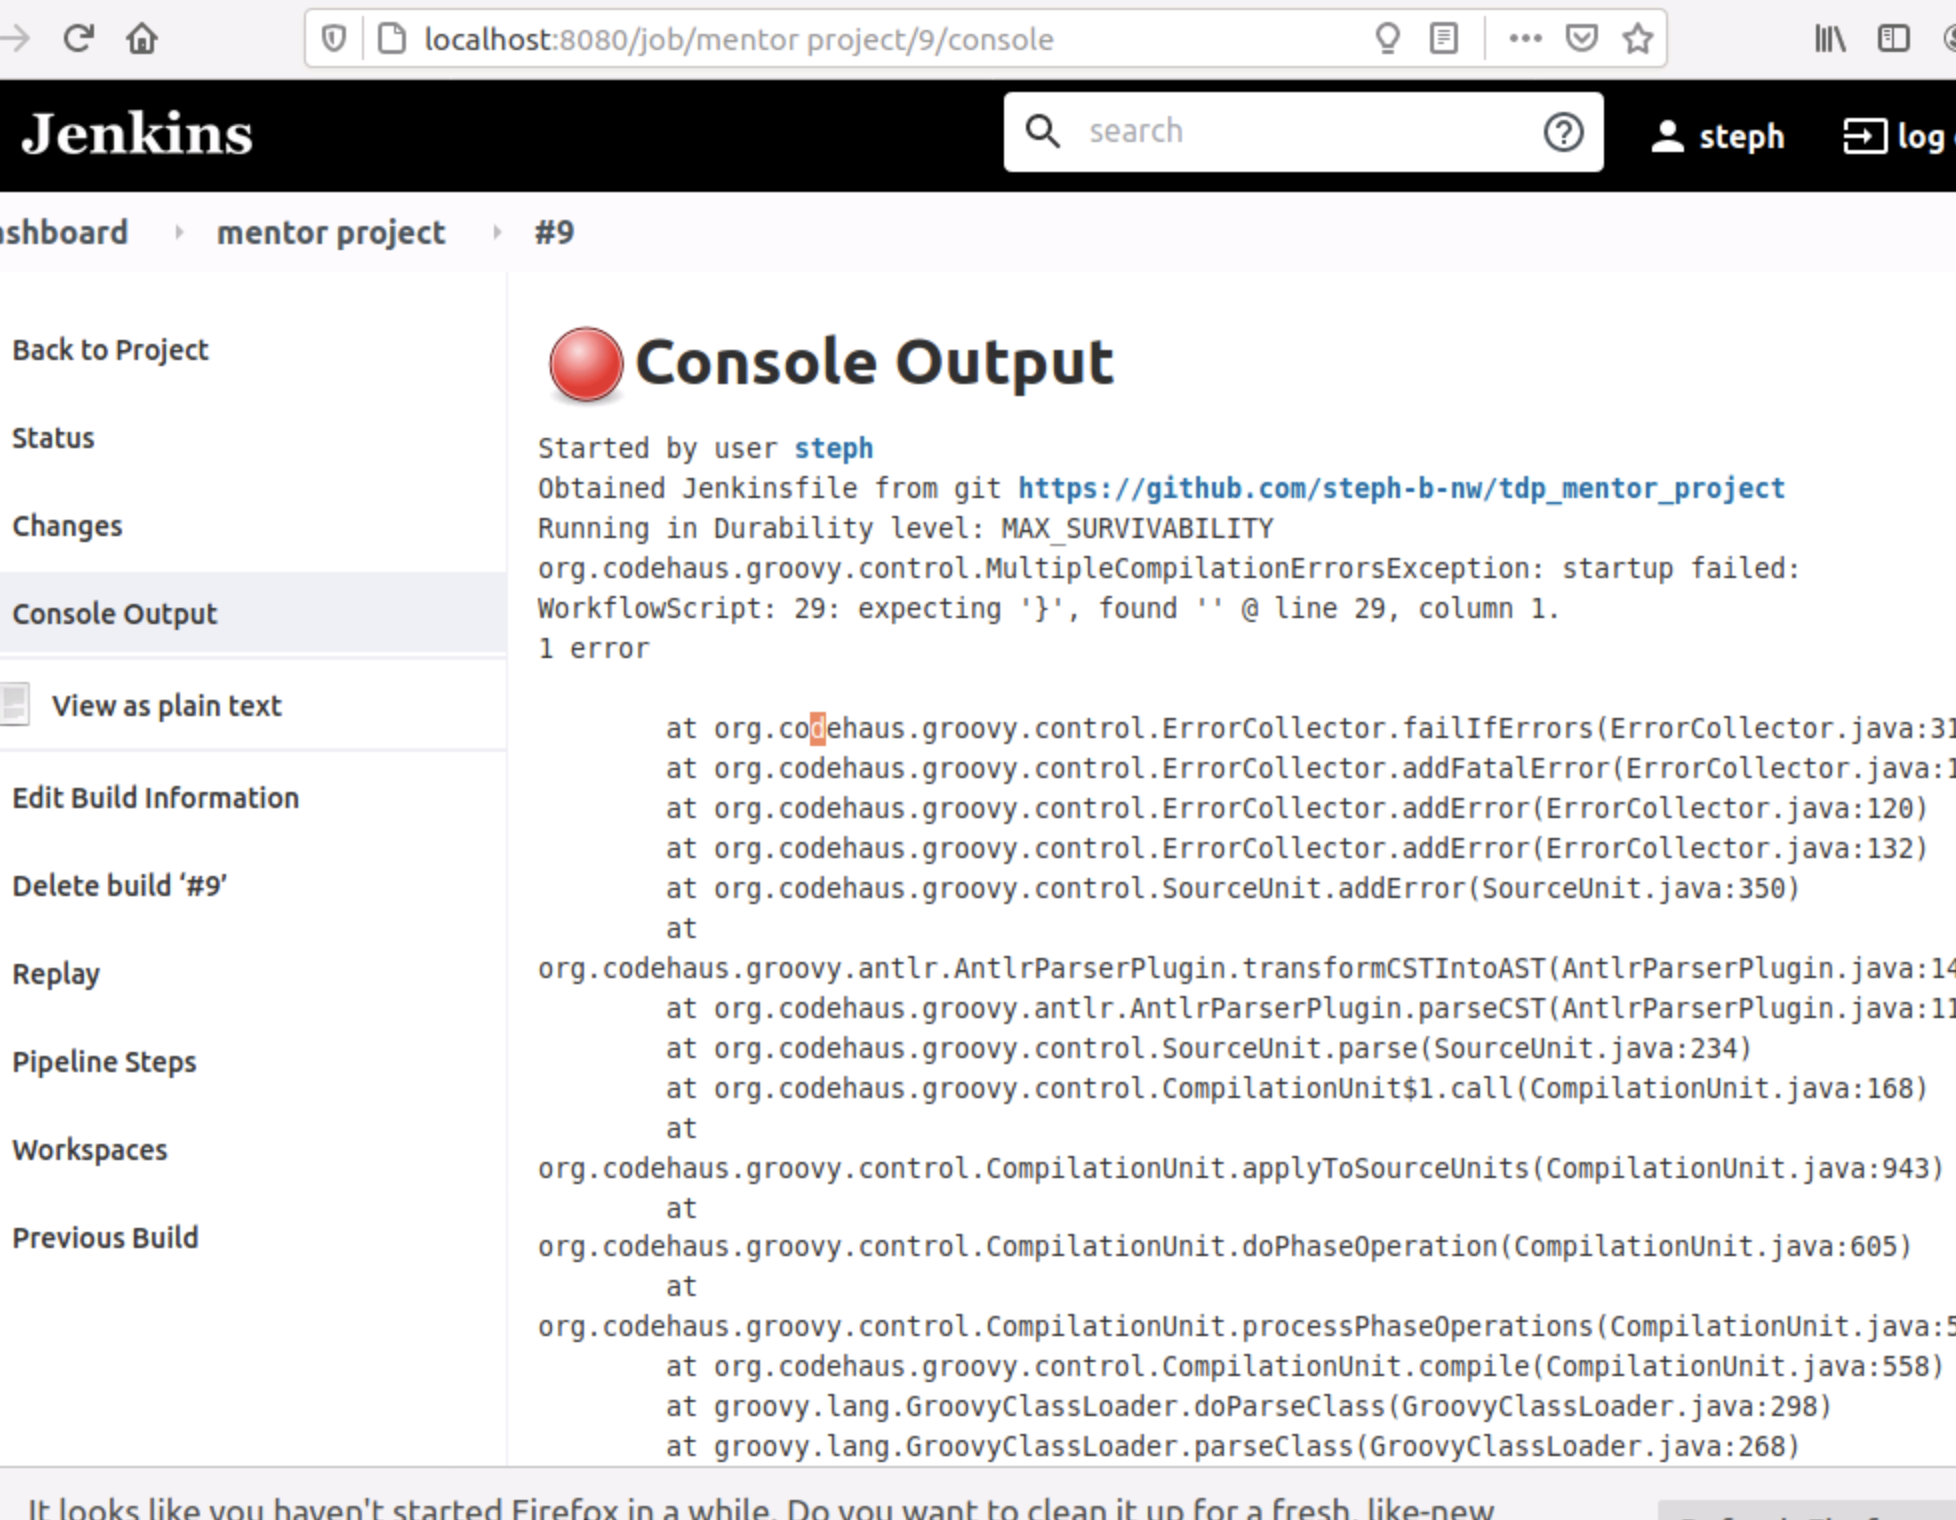 localhost:8080/job/mentor project/9/console
Jenkins
search
steph
log
shboard
mentor project
#9
Back to Project
Status
Changes
Console Output
View as plain text
Edit Build Information
Delete build ‘#9’
Replay
Pipeline Steps
Workspaces
Previous Build
Console Output
Started by user steph
Obtained Jenkinsfile from git https://github.com/steph-b-nw/tdp_mentor_project
Running in Durability level: MAX_SURVIVABILITY
org.codehaus.groovy.control.MultipleCompilationErrorsException: startup failed:
WorkflowScript: 29: expecting '}', found '' @ line 29, column 1.
1 error
at org.codehaus.groovy.control.ErrorCollector.failIfErrors(ErrorCollector.java:31
at org.codehaus.groovy.control.ErrorCollector.addFatalError(ErrorCollector.java:1
at org.codehaus.groovy.control.ErrorCollector.addError(ErrorCollector.java:120)
at org.codehaus.groovy.control.ErrorCollector.addError(ErrorCollector.java:132)
at org.codehaus.groovy.control.SourceUnit.addError(SourceUnit.java:350)
at
org.codehaus.groovy.antlr.AntlrParserPlugin.transformCSTIntoAST(AntlrParserPlugin.java:14
at org.codehaus.groovy.antlr.AntlrParserPlugin.parseCST(AntlrParserPlugin.java:11
at org.codehaus.groovy.control.SourceUnit.parse(SourceUnit.java:234)
at org.codehaus.groovy.control.CompilationUnit$1.call(CompilationUnit.java:168)
at
org.codehaus.groovy.control.CompilationUnit.applyToSourceUnits(CompilationUnit.java:943)
at
org.codehaus.groovy.control.CompilationUnit.doPhaseOperation(CompilationUnit.java:605)
at
org.codehaus.groovy.control.CompilationUnit.processPhaseOperations(CompilationUnit.java:5
at org.codehaus.groovy.control.CompilationUnit.compile(CompilationUnit.java:558)
at groovy.lang.GroovyClassLoader.doParseClass(GroovyClassLoader.java:298)
at groovy.lang.GroovyClassLoader.parseClass(GroovyClassLoader.java:268)
It looks like you haven't started Firefox in a while. Do you want to clean it up for a fresh, like-new